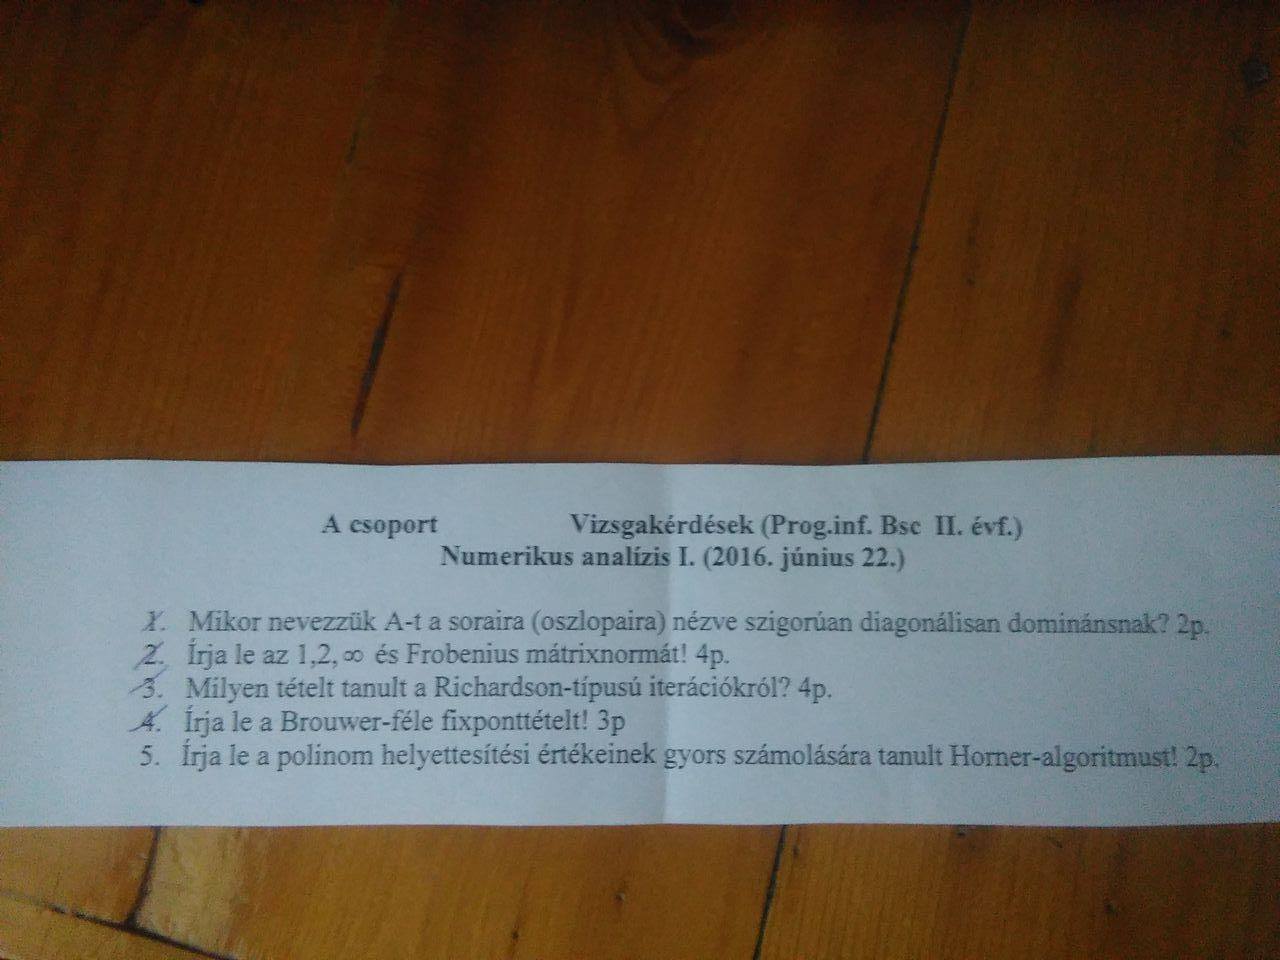 A csoport Vizsgakérdések (Prog.inf. Bsc II. évf.)
Numerikus analízis I. (2016. június 22.)
1. Mikor nevezzük A-t a soraira (oszlopaira) nézve szigorúan diagonálisan dominánsnak? 2p.
2. Írja le az 1,2, ∞ és Frobenius mátrixnormát! 4p.
3. Milyen tételt tanult a Richardson-típusú iterációkról? 4p.
4. Írja le a Brouwer-féle fixponttételt! 3p
5. Írja le a polinom helyettesítési értékeinek gyors számolására tanult Horner-algoritmust! 2p.